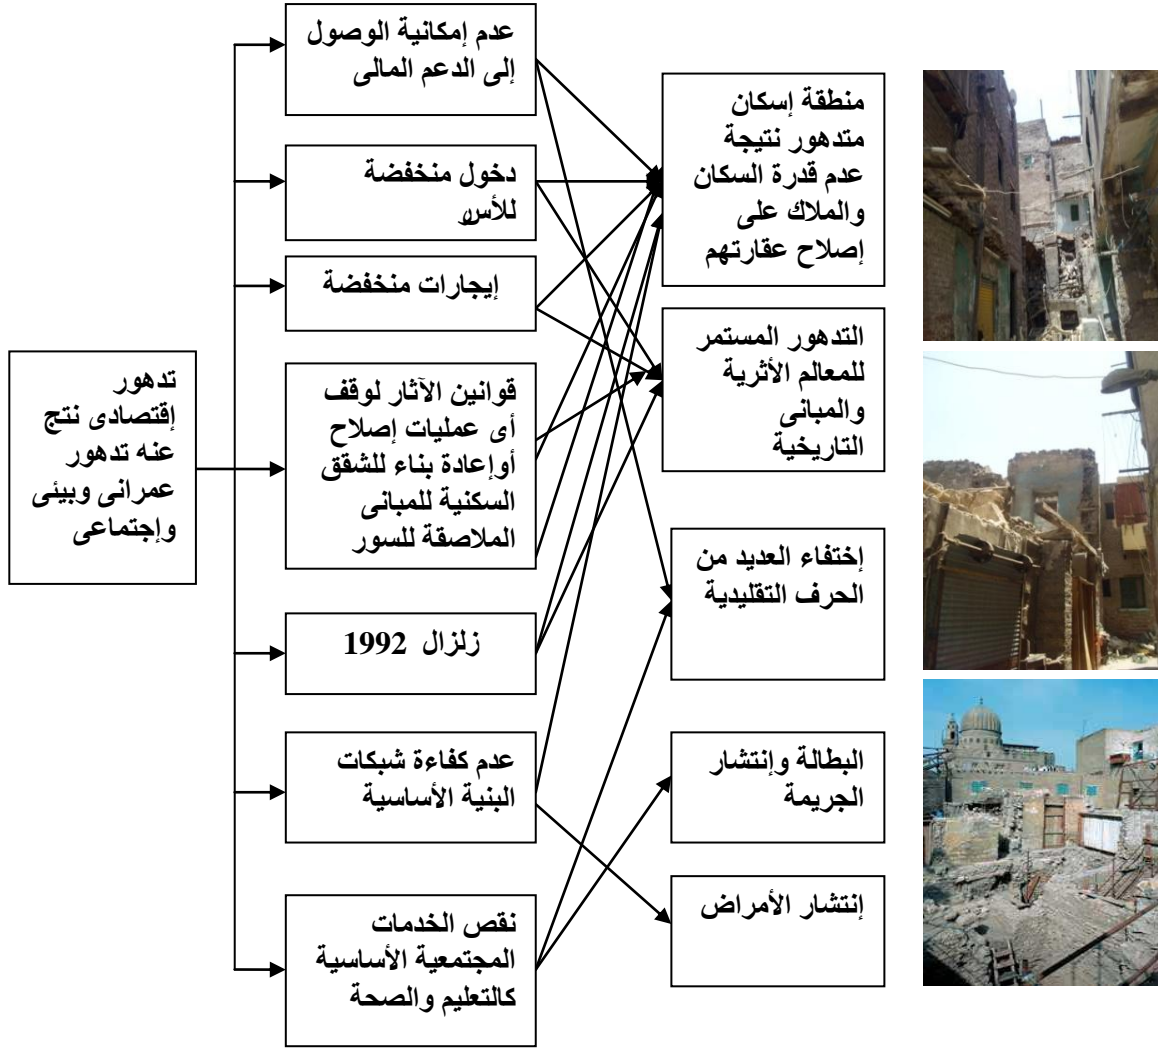 تدهور
إقتصادى نتج
عنه تدهور
عمرانى وبيئى
وإجتماعى
عدم إمكانية الوصول
إلى الدعم المالى
دخول منخفضة
إيجارات منخفضة
قوانين الآثار لوقف
أى عمليات إصلاح
أوإعادة بناء للشقق
السكنية للمبانى
الملاصقة للسور
زلزال 1992
عدم كفاءة شبكات
البنية الأساسية
نقص الخدمات
المجتمعية الأساسية
كالتعليم والصحة
منطقة إسكان
متدهور نتيجة
عدم قدرة السكان
والملاك على
إصلاح عقارتهم
التدهور المستمر
للمعالم الأثرية
والمبانى
التاريخية
إختفاء العديد من
الحرف التقليدية
البطالة وإنتشار
الجريمة
إنتشار الأمراض